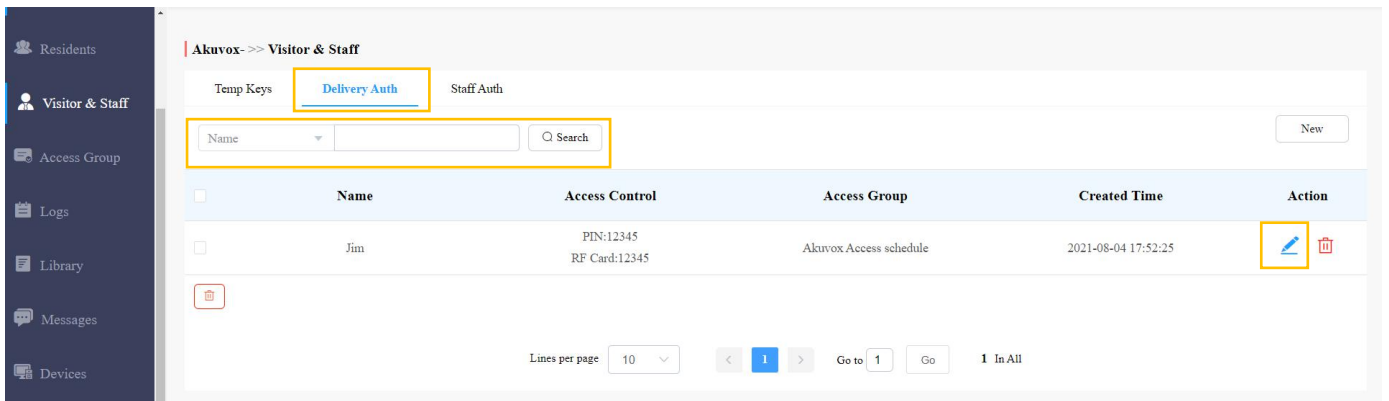 Residents
Visitor & Staff
Access Group
Logs
Library
Messages
Devices
Akuvox- >> Visitor & Staff
Temp Keys Delivery Auth Staff Auth
Name Search New
Name Access Control Access Group Created Time Action
Jim PIN:12345 Akuvox Access schedule 2021-08-04 17:52:25
RF Card:12345
Lines per page 10 < 1 > Go to 1 Go 1 In All